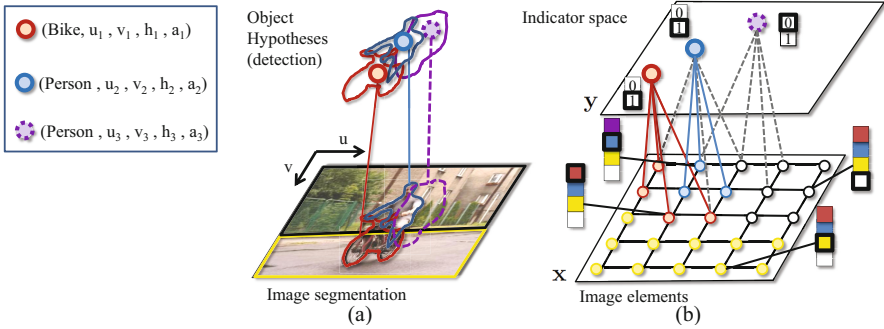 (Bike, u₁ , v₁ , h₁ , a₁)
(Person , u₂ , v₂ , h₂ , a₂)
(Person , u₃ , v₃ , h₃ , a₃)
Object
Hypotheses
(detection)
u
v
Image segmentation
(a)
Indicator space
0
1
0
1
0
1
y
x
Image elements
(b)